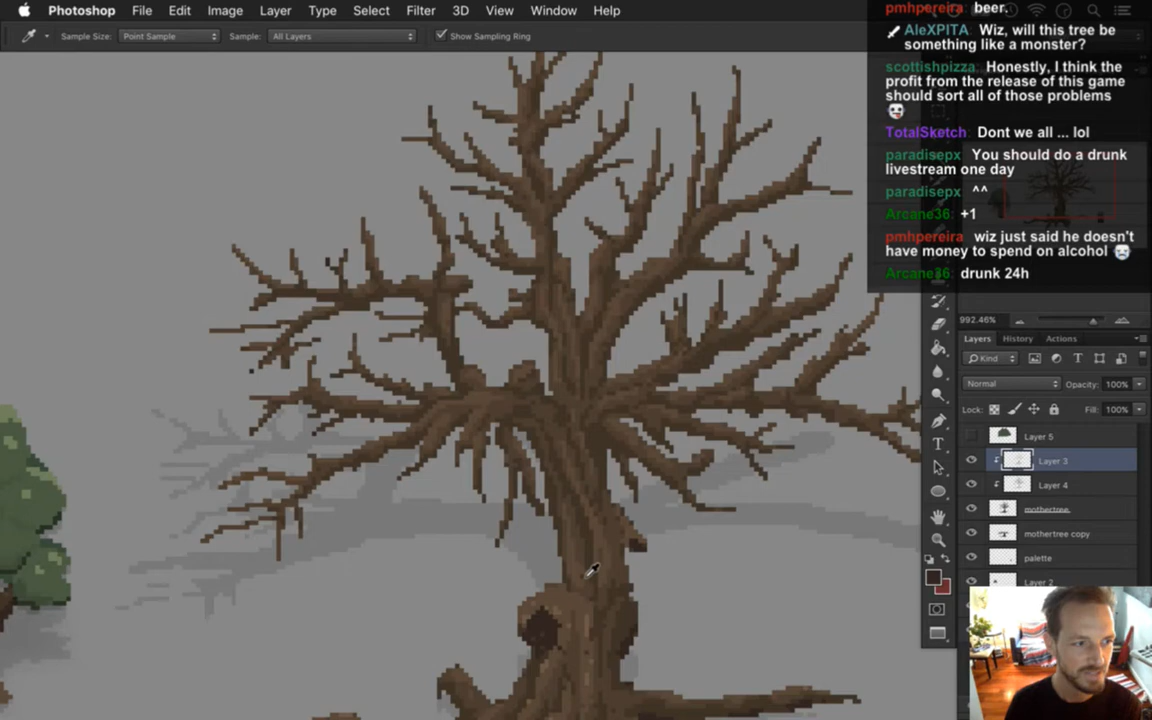 Photoshop File Edit Image Layer Type Select Filter 3D View Window Help
Sample Size: Point Sample Sample: All Layers Show Sampling Ring
pmhpereira beer.
AleXPITA Wiz, will this tree be
something like a monster?
scottishpizza Honestly, I think the
profit from the release of this game
should sort all of those problems
TotalSketch Dont we all ... lol
paradisepx You should do a drunk
livestream one day
paradisepx ^^
Arcane36: +1
pmhpereira wiz just said he doesn't
have money to spend on alcohol
Arcane36: drunk 24h
992.46%
Layers History Actions
Kind
Normal Opacity: 100%
Lock: Fill: 100%
Layer 5
Layer 3
Layer 4
mothertree
mothertree copy
palette
Layer 2